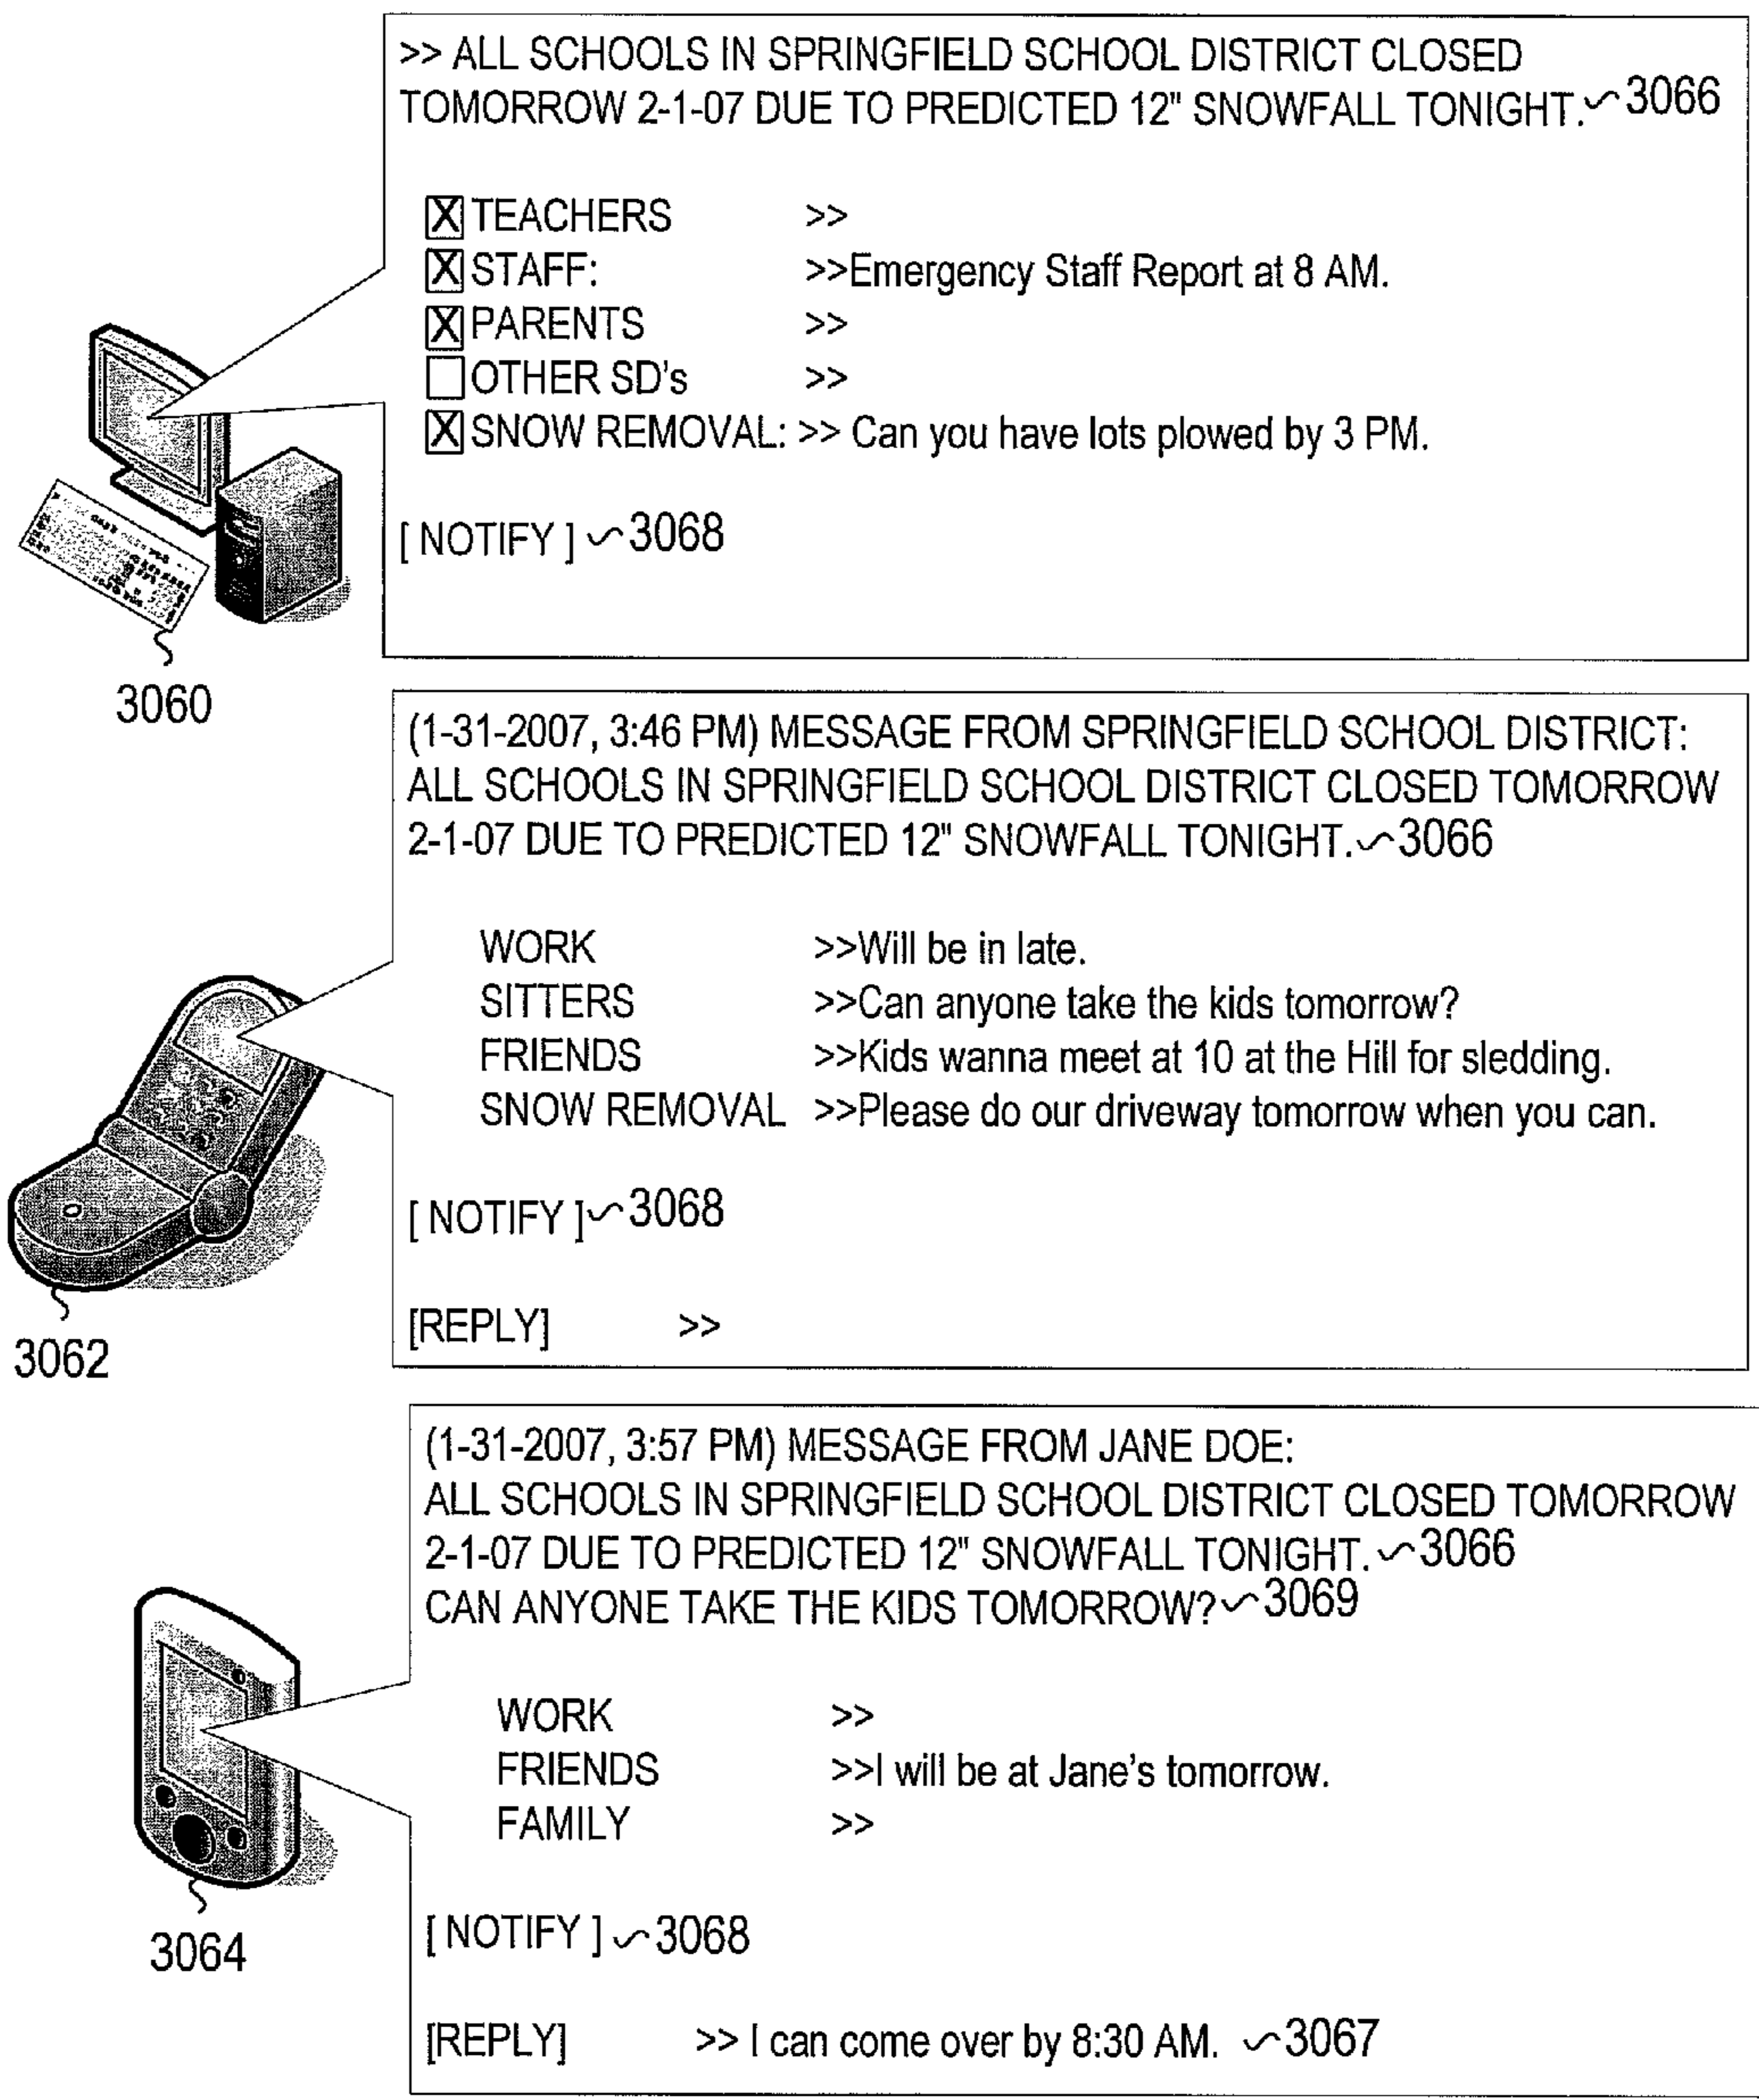 >> ALL SCHOOLS IN SPRINGFIELD SCHOOL DISTRICT CLOSED
TOMORROW 2-1-07 DUE TO PREDICTED 12" SNOWFALL TONIGHT. 3066
X TEACHERS >>
X STAFF: >>Emergency Staff Report at 8 AM.
X PARENTS >>
OTHER SD's >>
X SNOW REMOVAL: >> Can you have lots plowed by 3 PM.
[ NOTIFY ] 3068
3060
(1-31-2007, 3:46 PM) MESSAGE FROM SPRINGFIELD SCHOOL DISTRICT:
ALL SCHOOLS IN SPRINGFIELD SCHOOL DISTRICT CLOSED TOMORROW
2-1-07 DUE TO PREDICTED 12" SNOWFALL TONIGHT. 3066
WORK >>Will be in late.
SITTERS >>Can anyone take the kids tomorrow?
FRIENDS >>Kids wanna meet at 10 at the Hill for sledding.
SNOW REMOVAL >>Please do our driveway tomorrow when you can.
[ NOTIFY ] 3068
[REPLY] >>
3062
(1-31-2007, 3:57 PM) MESSAGE FROM JANE DOE:
ALL SCHOOLS IN SPRINGFIELD SCHOOL DISTRICT CLOSED TOMORROW
2-1-07 DUE TO PREDICTED 12" SNOWFALL TONIGHT. 3066
CAN ANYONE TAKE THE KIDS TOMORROW? 3069
WORK >>
FRIENDS >>I will be at Jane's tomorrow.
FAMILY >>
[ NOTIFY ] 3068
3064
[REPLY] >> I can come over by 8:30 AM. 3067